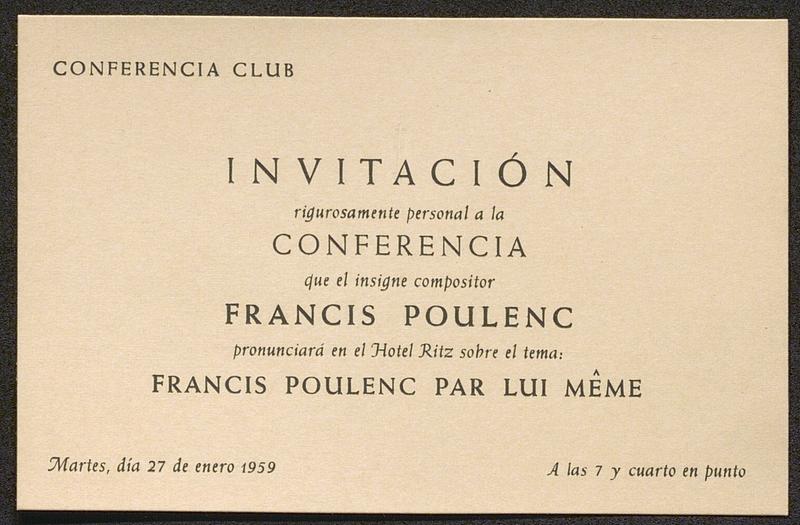 CONFERENCIA CLUB
INVITACIÓN
rigurosamente personal a la
CONFERENCIA
que el insigne compositor
FRANCIS POULENC
pronunciará en el Hotel Ritz sobre el tema:
FRANCIS POULENC PAR LUI MÊME
Martes, día 27 de enero 1959
A las 7 y cuarto en punto